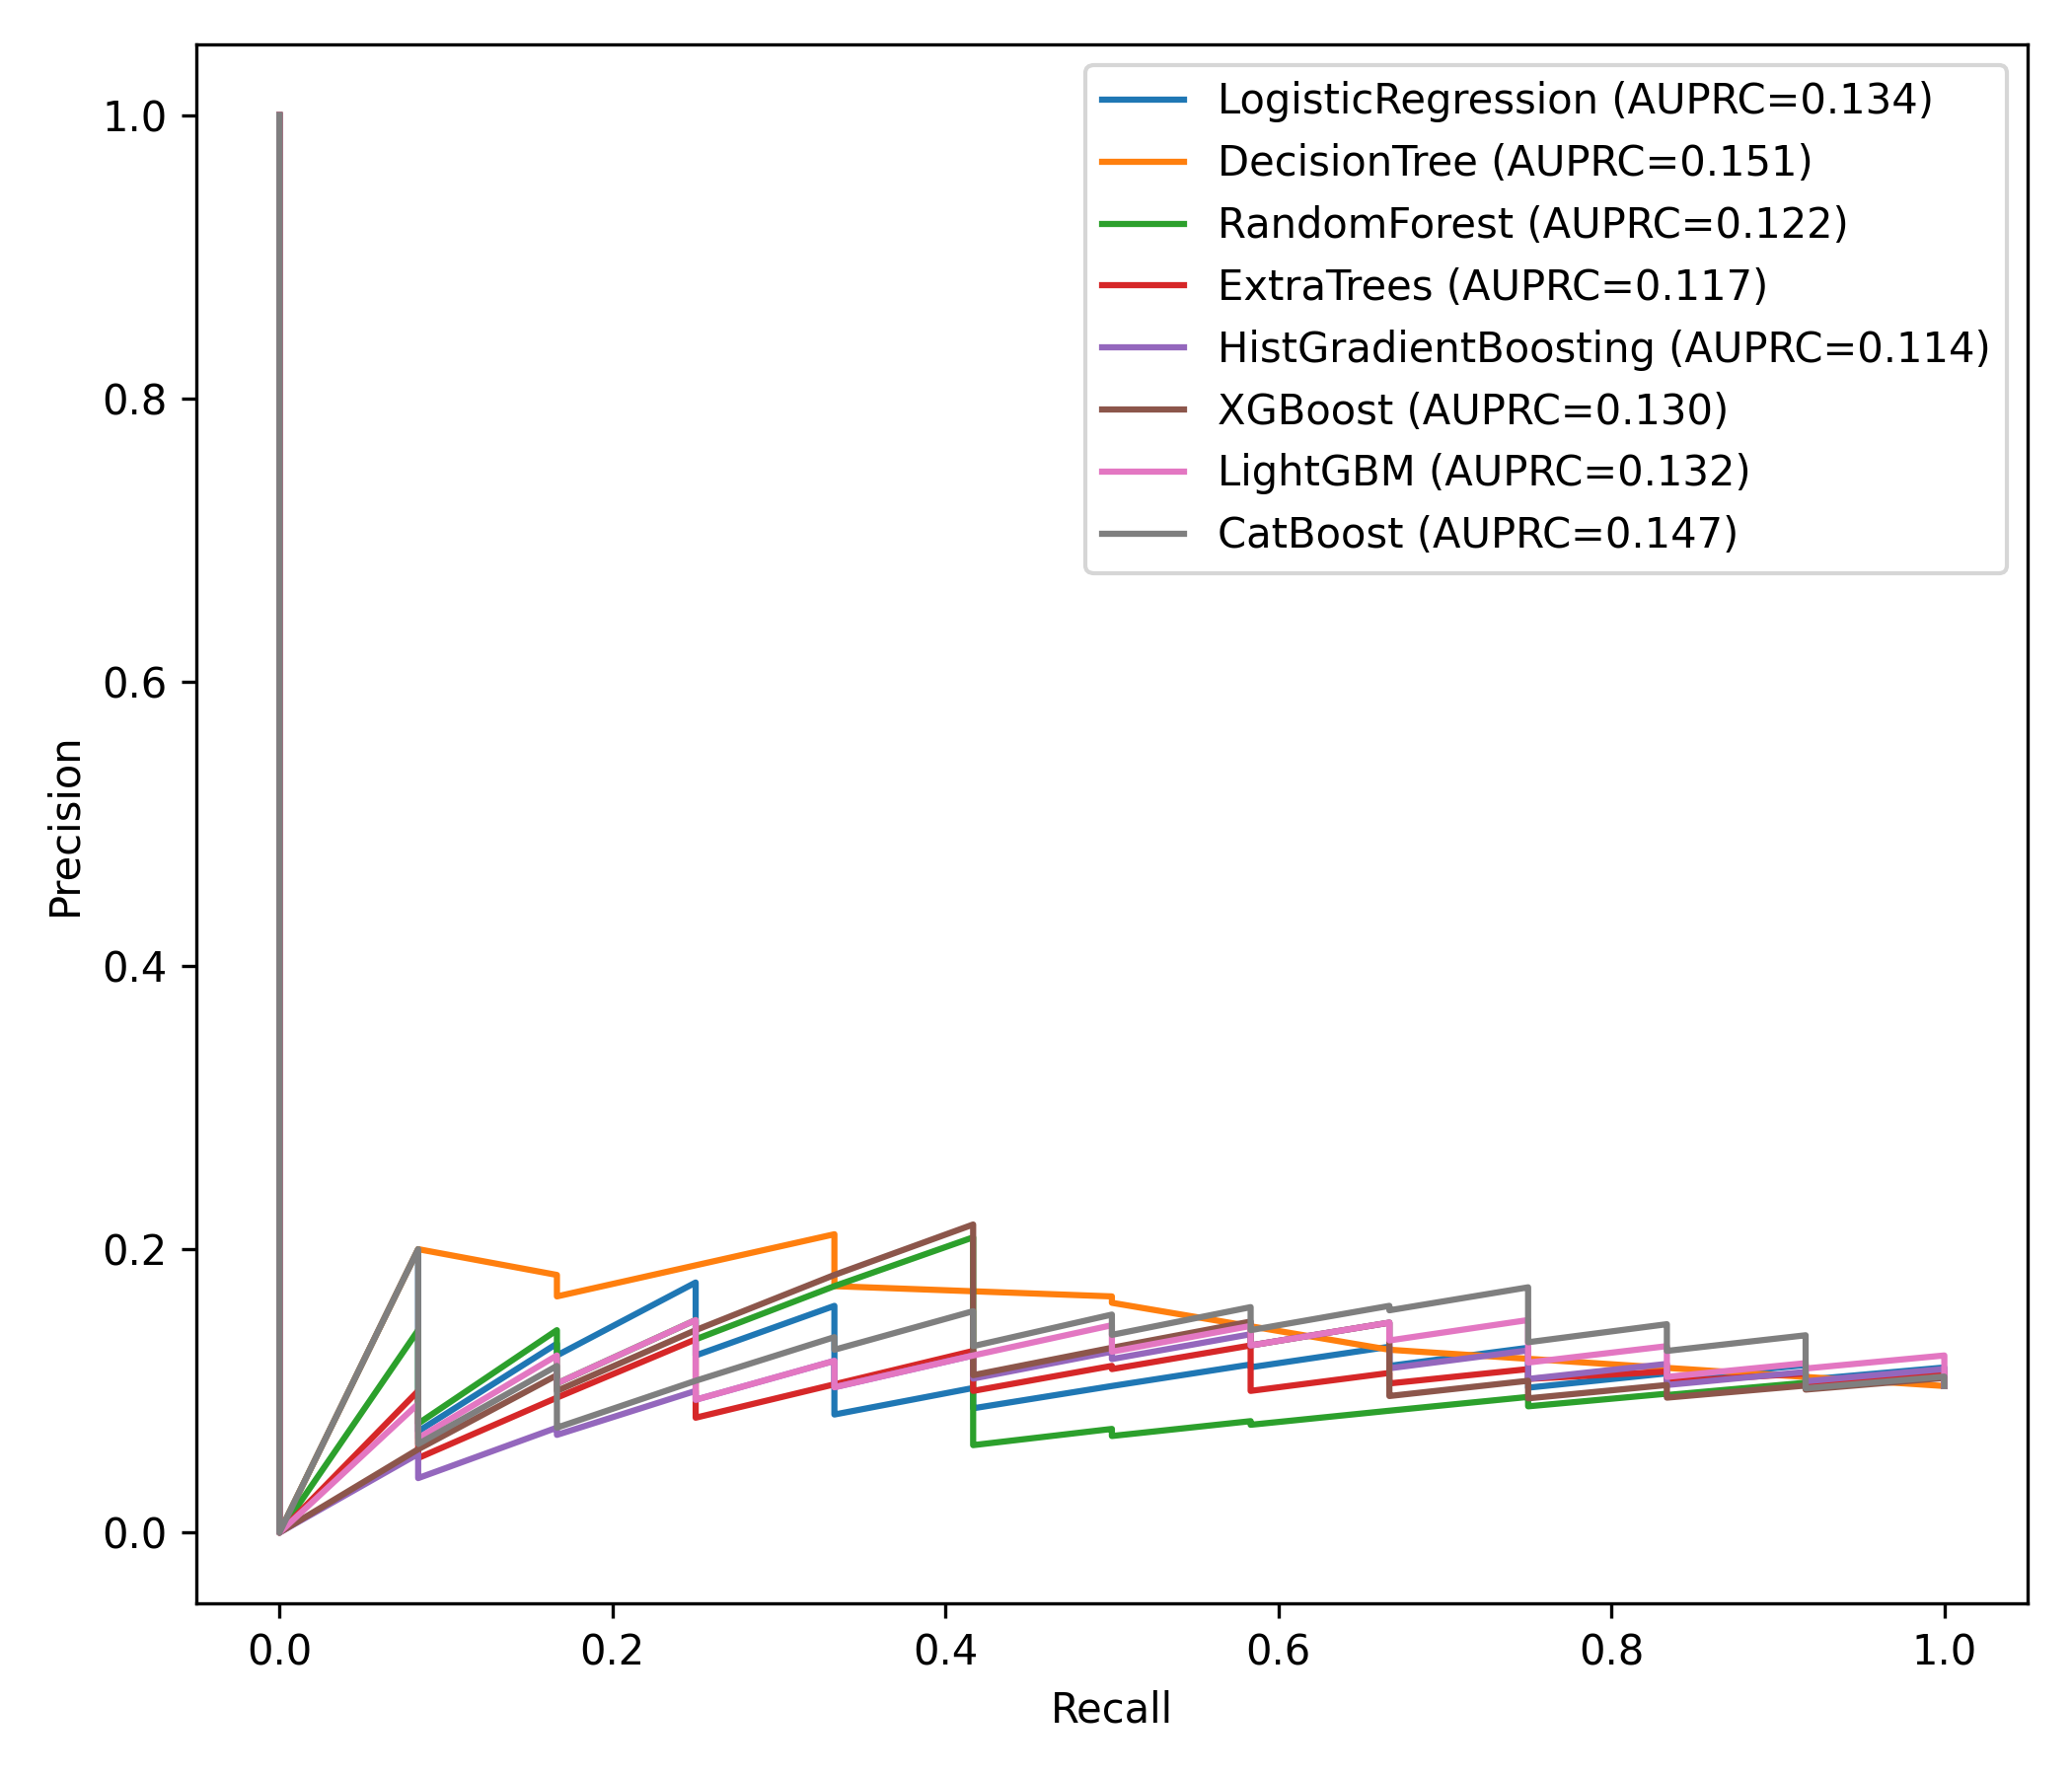 LogisticRegression (AUPRC=0.134)
DecisionTree (AUPRC=0.151)
RandomForest (AUPRC=0.122)
ExtraTrees (AUPRC=0.117)
HistGradientBoosting (AUPRC=0.114)
XGBoost (AUPRC=0.130)
LightGBM (AUPRC=0.132)
CatBoost (AUPRC=0.147)
1.0
0.8
0.6
0.4
0.2
0.0
Precision
0.0 0.2 0.4 0.6 0.8 1.0
Recall